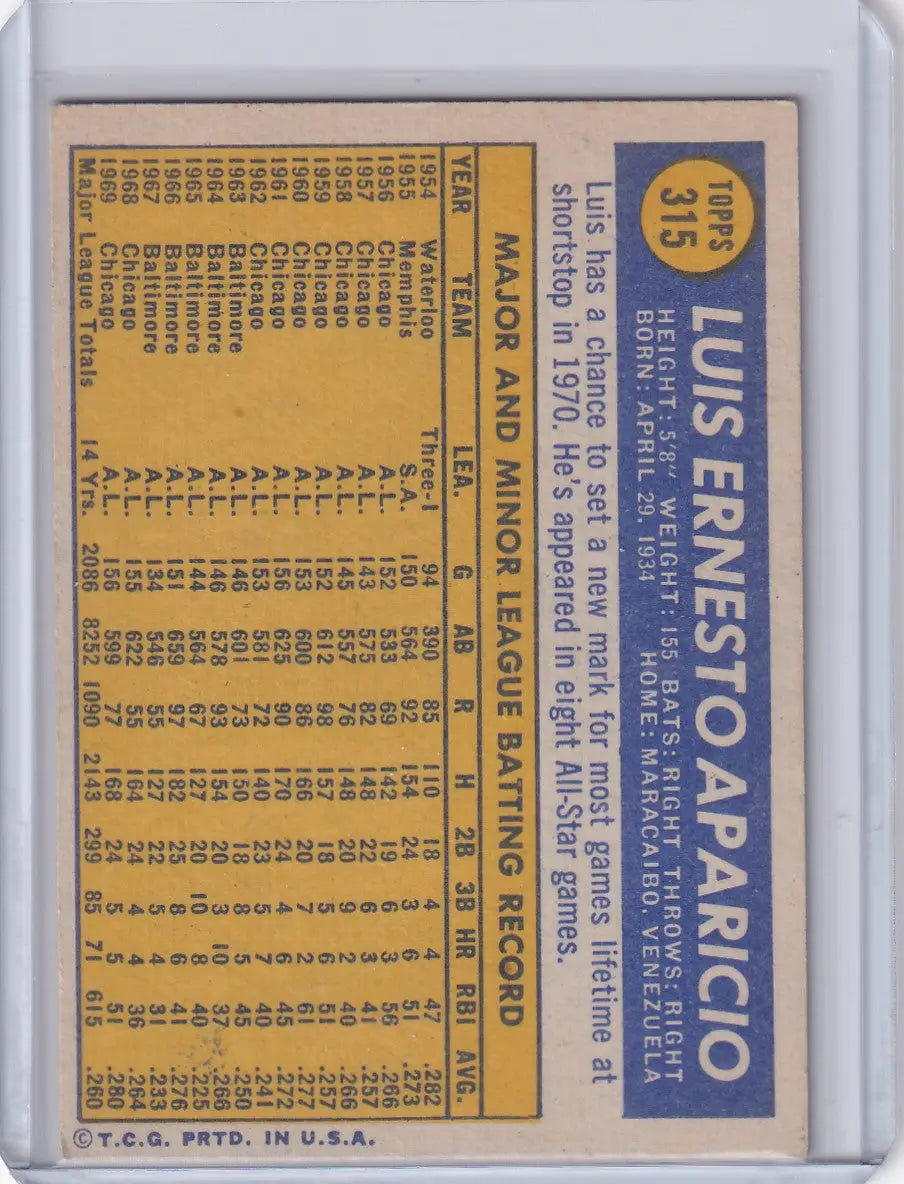 TOPPS
315
LUIS ERNESTO APARICIO
HEIGHT: 5'8" WEIGHT: 155 BATS: RIGHT THROWS: RIGHT
BORN: APRIL 29, 1934 HOME: MARACAIBO, VENEZUELA
Luis has a chance to set a new mark for most games lifetime at
shortstop in 1970. He's appeared in eight All-Star games.
MAJOR AND MINOR LEAGUE BATTING RECORD
YEAR TEAM LEA. G AB R H 2B 3B HR RBI AVG.
1954 Waterloo Three-I 94 390 85 110 18 4 4 47 .282
1955 Memphis S.A. 150 564 92 154 24 3 6 51 .273
1956 Chicago A.L. 152 533 69 142 19 6 3 56 .266
1957 Chicago A.L. 143 575 82 148 22 6 3 41 .257
1958 Chicago A.L. 145 557 76 148 20 9 2 40 .266
1959 Chicago A.L. 152 612 98 157 18 5 6 51 .257
1960 Chicago A.L. 153 600 86 166 20 7 2 61 .277
1961 Chicago A.L. 156 625 90 170 24 4 6 45 .272
1962 Chicago A.L. 153 581 72 140 23 5 7 40 .241
1963 Batimore A.L. 146 601 73 150 18 8 5 45 .250
1964 Baltimore A.L. 146 578 93 154 20 3 10 37 .266
1965 Baltimore A.L. 144 564 67 127 20 10 8 40 .225
1966 Baltimore A.L. 151 659 97 182 25 8 6 41 .276
1967 Baltimore A.L. 134 546 55 127 22 5 4 31 .233
1968 Chicago A.L. 155 622 55 164 24 4 4 36 .264
1969 Chicago A.L. 156 599 77 168 24 5 5 51 .280
Major League Totals 14 Yrs. 2086 8252 1090 2143 299 85 71 615 .260
© T.C.G. PRTD. IN U.S.A.